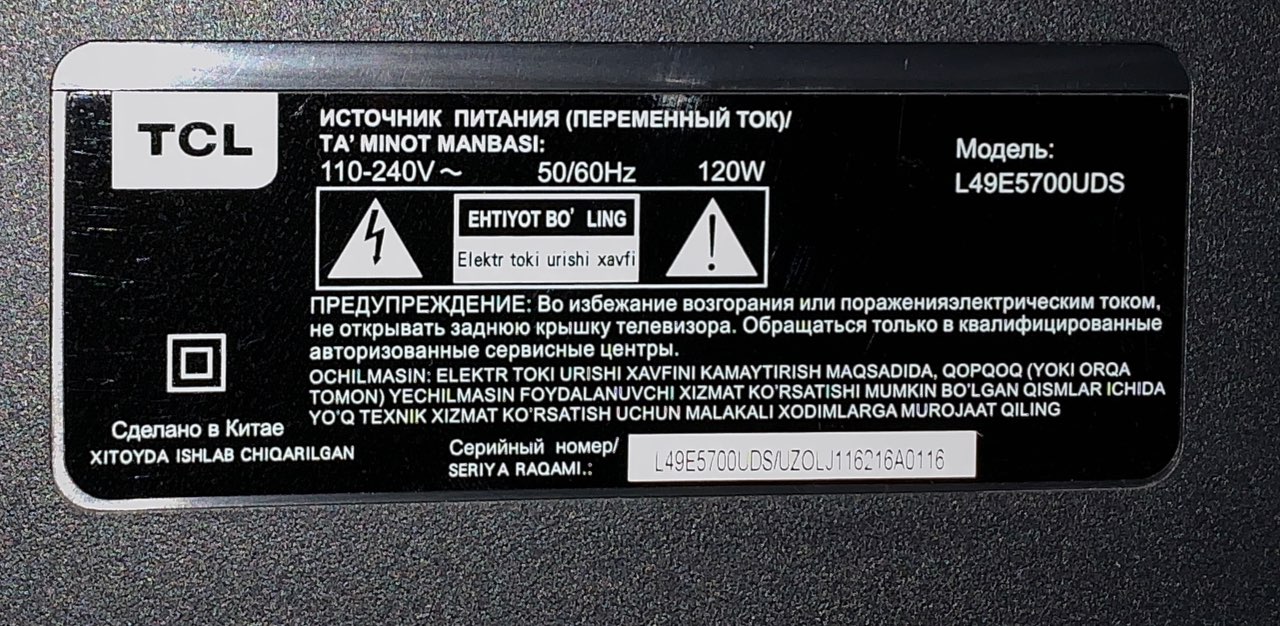 TCL
ИСТОЧНИК ПИТАНИЯ (ПЕРЕМЕННЫЙ ТОК)/
TA’ MINOT MANBASI:
110-240V~ 50/60Hz 120W
Модель:
L49E5700UDS
EHTIYOT BO’ LING
Elektr toki urishi xavfi
ПРЕДУПРЕЖДЕНИЕ: Во избежание возгорания или пораженияэлектрическим током,
не открывать заднюю крышку телевизора. Обращаться только в квалифицированные
авторизованные сервисные центры.
OCHILMASIN: ELEKTR TOKI URISHI XAVFINI KAMAYTIRISH MAQSADIDA, QOPQOQ (YOKI ORQA
TOMON) YECHILMASIN FOYDALANUVCHI XIZMAT KO’RSATISHI MUMKIN BO’LGAN QISMLAR ICHIDA
YO’Q TEXNIK XIZMAT KO’RSATISH UCHUN MALAKALI XODIMLARGA MUROJAAT QILING
Сделано в Китае
XITOYDA ISHLAB CHIQARILGAN
Серийный номер/
SERIYA RAQAMI.:
L49E5700UDS/UZOLJ116216A0116